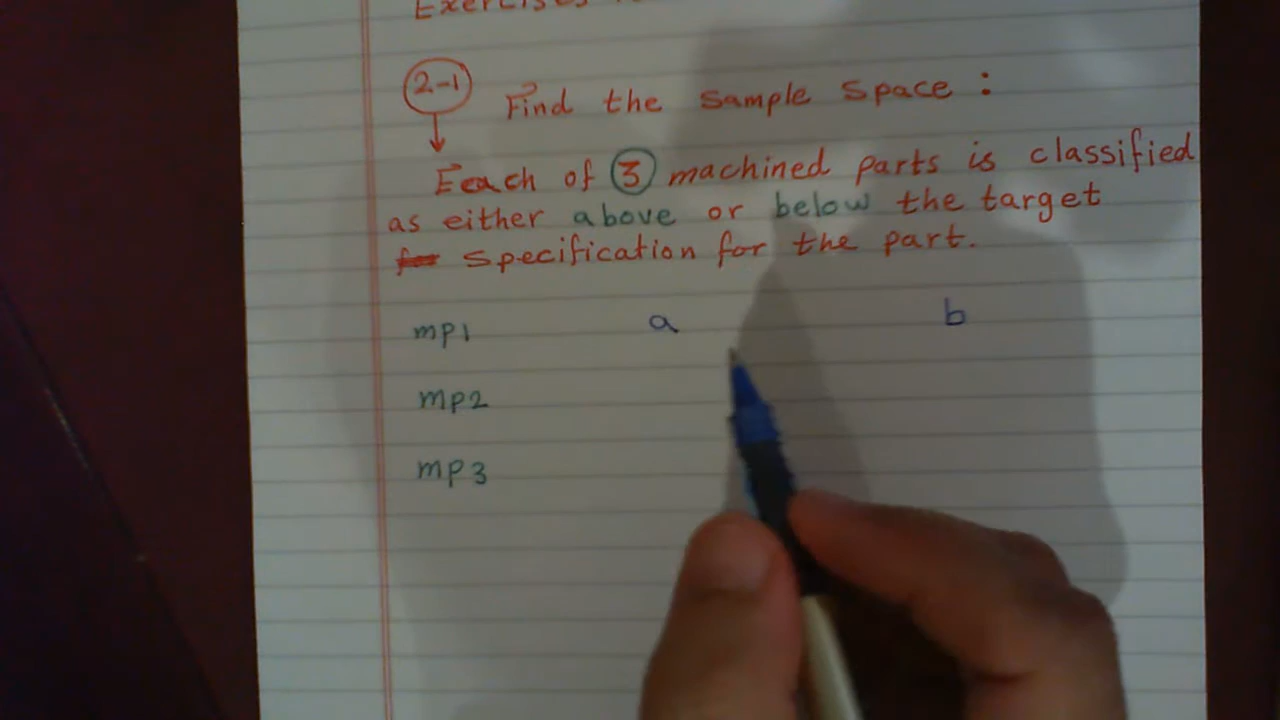 Exercises
2-1 Find the sample space :
Each of 3 machined parts is classified
as either above or below the target
specification for the part.
mp1 a b
mp2
mp3